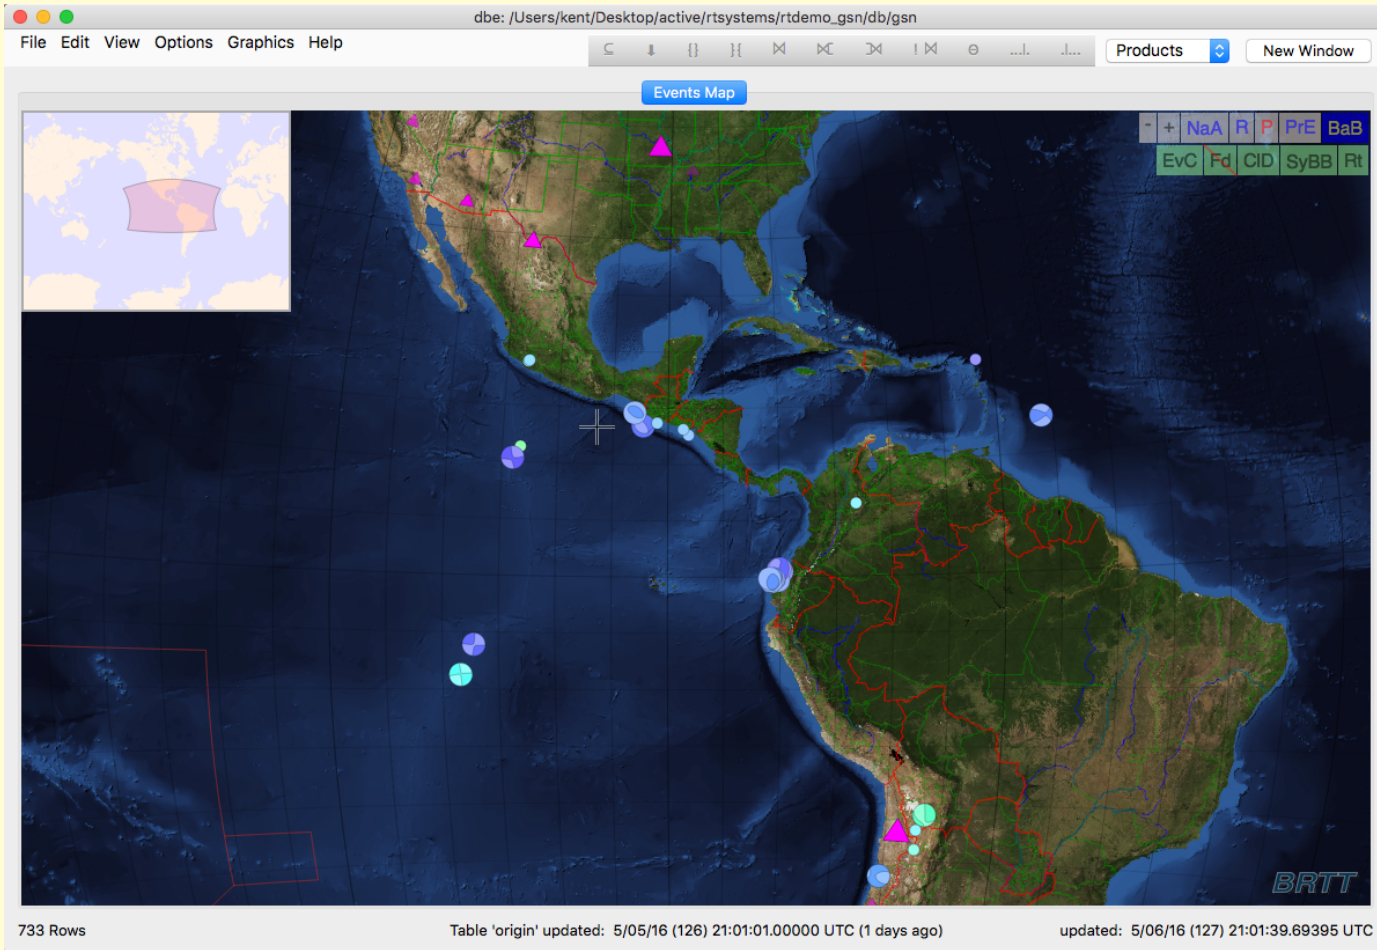 dbe: /Users/kent/Desktop/active/rtsystems/rtdemo_gsn/db/gsn
File Edit View Options Graphics Help
Products
New Window
Events Map
- + NaA R P PrE BaB
EvC Fd ClD SyBB Rt
BRTT
733 Rows
Table 'origin' updated: 5/05/16 (126) 21:01:01.00000 UTC (1 days ago)
updated: 5/06/16 (127) 21:01:39.69395 UTC